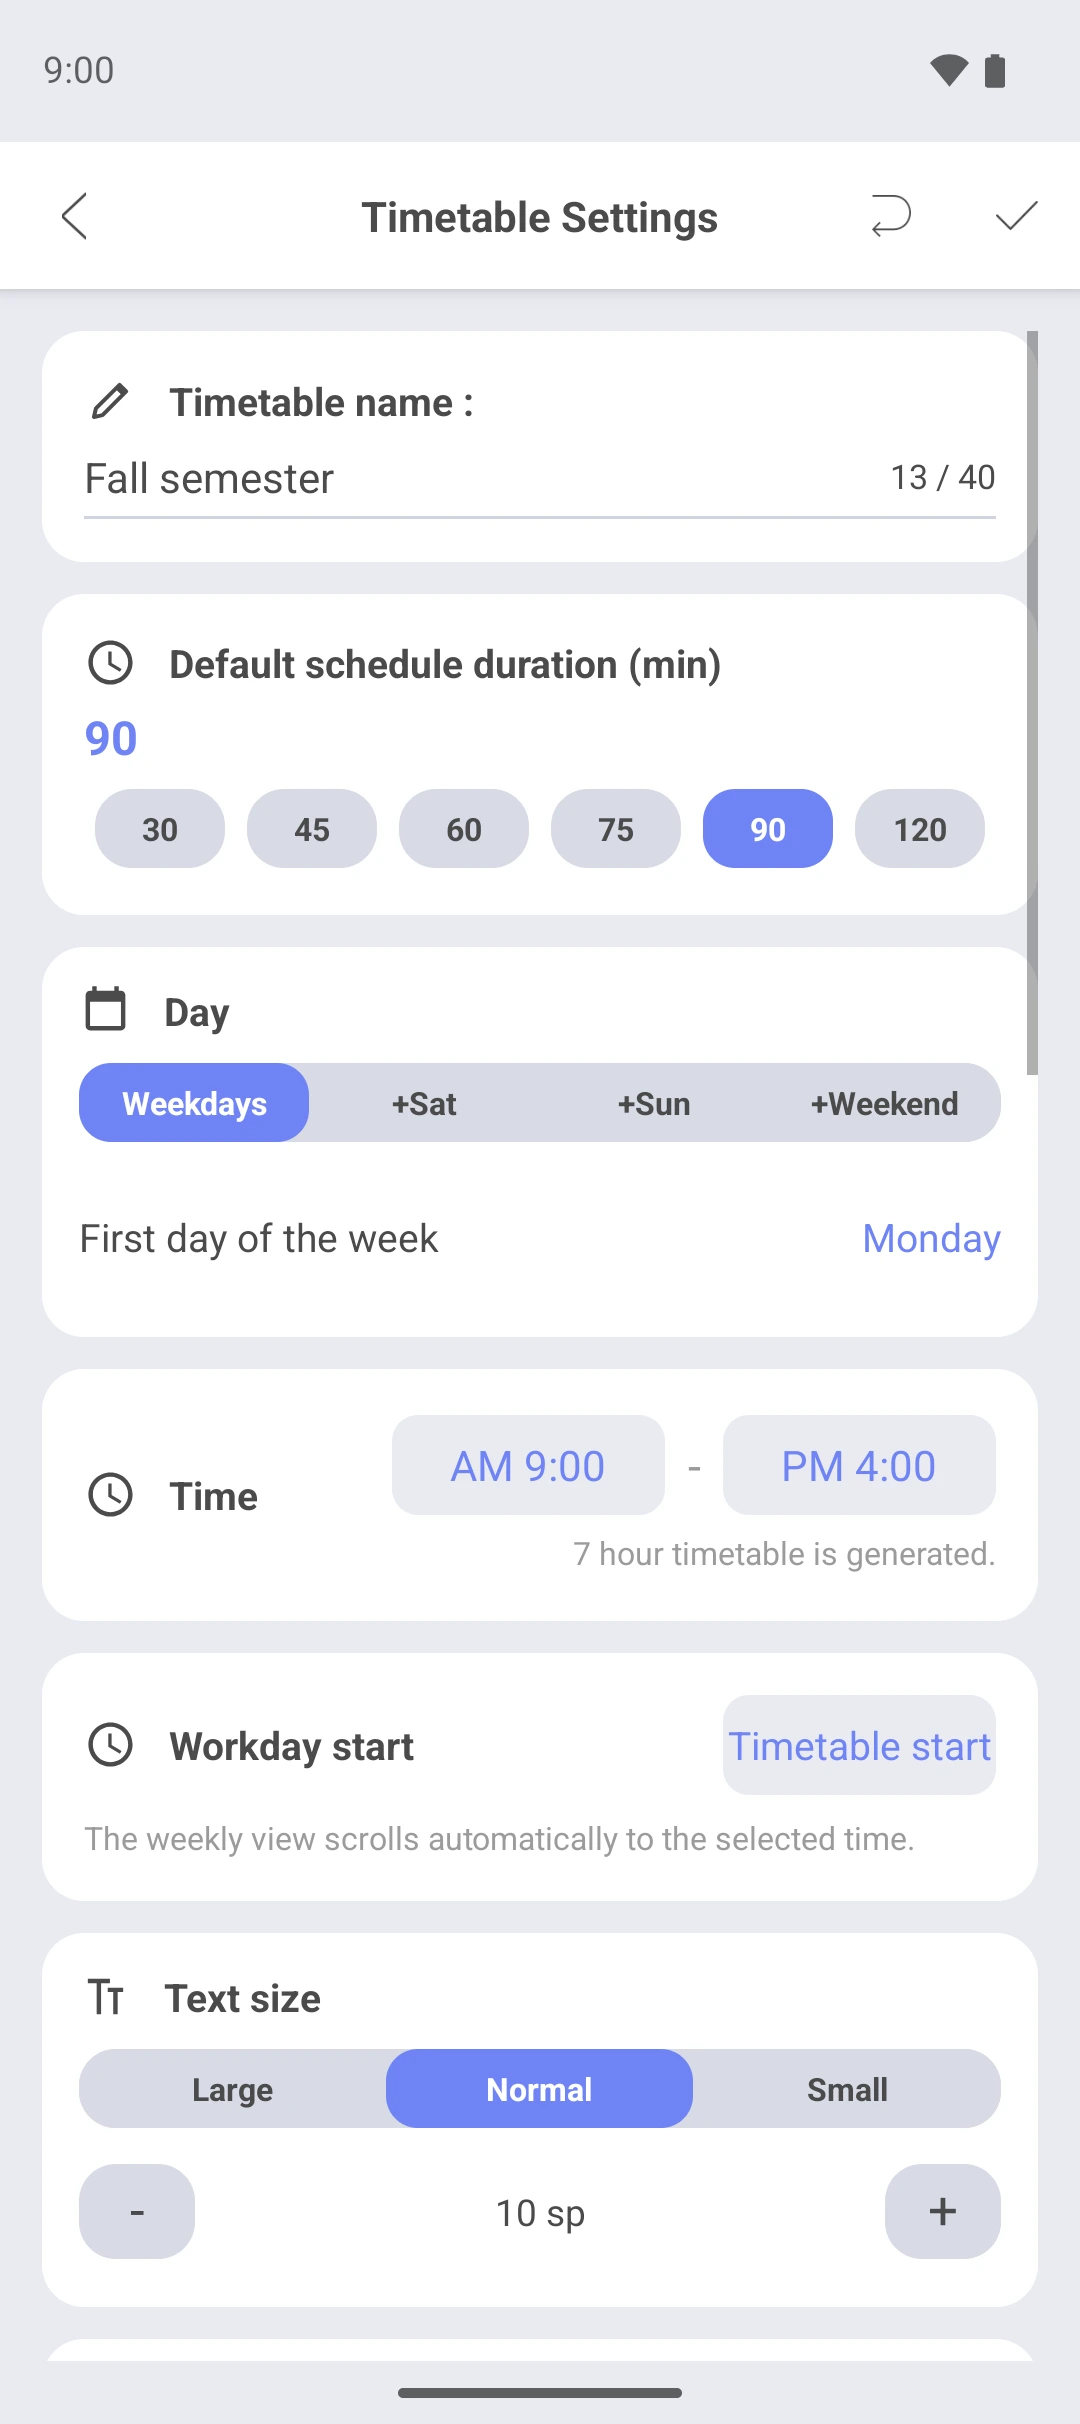 9:00
Timetable Settings
Timetable name :
Fall semester 13 / 40
Default schedule duration (min)
90
30 45 60 75 90 120
Day
Weekdays +Sat +Sun +Weekend
First day of the week Monday
Time AM 9:00 - PM 4:00
7 hour timetable is generated.
Workday start Timetable start
The weekly view scrolls automatically to the selected time.
Text size
Large Normal Small
- 10 sp +